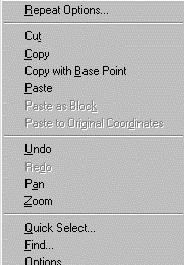 Repeat Options...
Cut
Copy
Copy with Base Point
Paste
Paste as Block
Paste to Original Coordinates
Undo
Redo
Pan
Zoom
Quick Select...
Find...
Options...